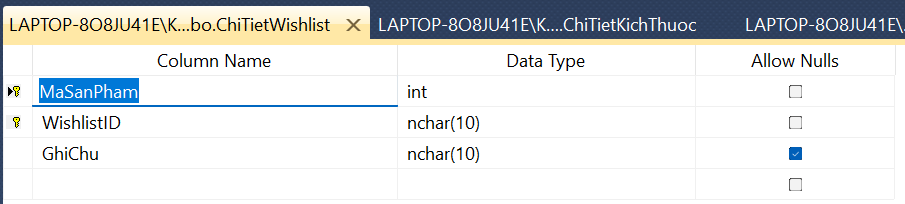 LAPTOP-8O8JU41E\K...bo.ChiTietWishlist LAPTOP-8O8JU41E\K....ChiTietKichThuoc LAPTOP-8O8JU41E\
Column Name Data Type Allow Nulls
MaSanPham int
WishlistID nchar(10)
GhiChu nchar(10)